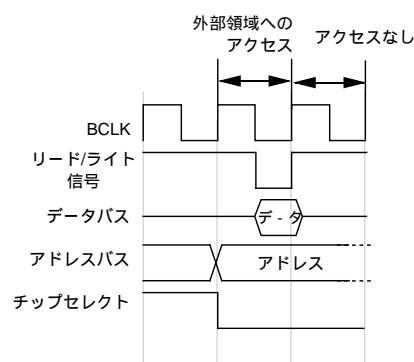 外部領域への
アクセス
アクセスなし
BCLK
リード/ライト
信号
データバス
デ-タ
アドレスバス
アドレス
チップセレクト